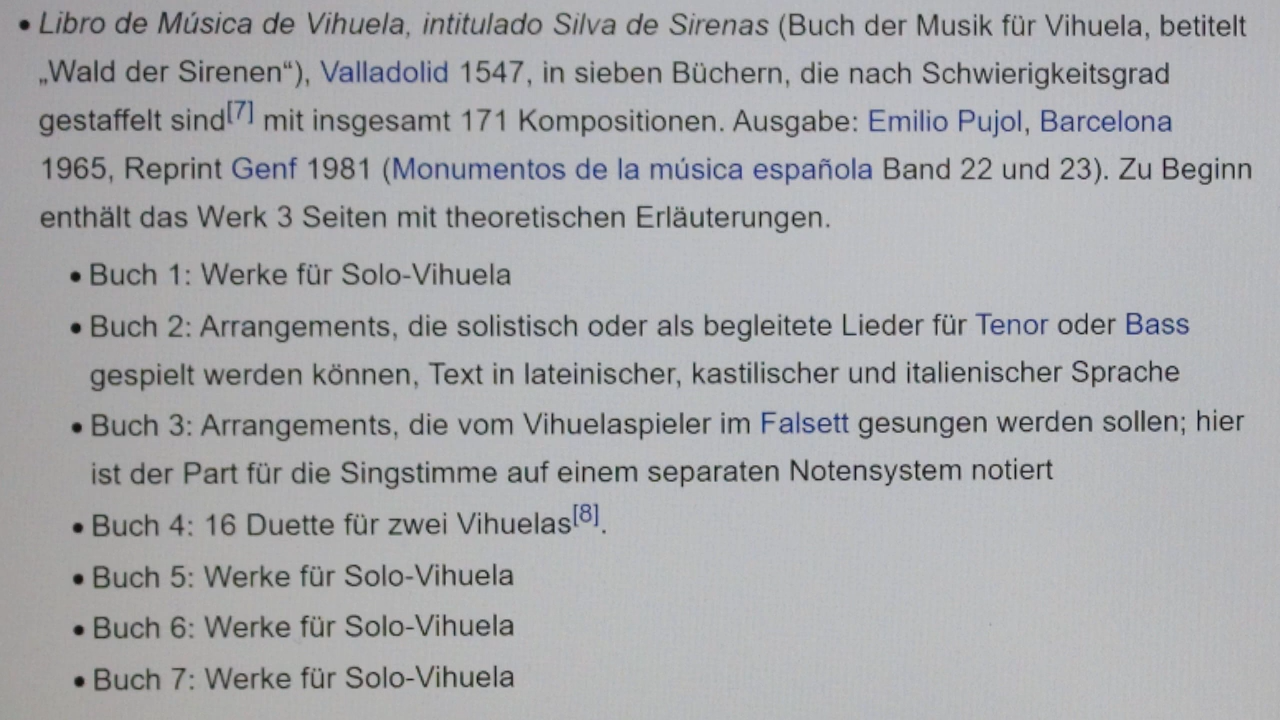 • Libro de Música de Vihuela, intitulado Silva de Sirenas (Buch der Musik für Vihuela, betitelt
„Wald der Sirenen“), Valladolid 1547, in sieben Büchern, die nach Schwierigkeitsgrad
gestaffelt sind[7] mit insgesamt 171 Kompositionen. Ausgabe: Emilio Pujol, Barcelona
1965, Reprint Genf 1981 (Monumentos de la música española Band 22 und 23). Zu Beginn
enthält das Werk 3 Seiten mit theoretischen Erläuterungen.
• Buch 1: Werke für Solo-Vihuela
• Buch 2: Arrangements, die solistisch oder als begleitete Lieder für Tenor oder Bass
gespielt werden können, Text in lateinischer, kastilischer und italienischer Sprache
• Buch 3: Arrangements, die vom Vihuelaspieler im Falsett gesungen werden sollen; hier
ist der Part für die Singstimme auf einem separaten Notensystem notiert
• Buch 4: 16 Duette für zwei Vihuelas[8].
• Buch 5: Werke für Solo-Vihuela
• Buch 6: Werke für Solo-Vihuela
• Buch 7: Werke für Solo-Vihuela